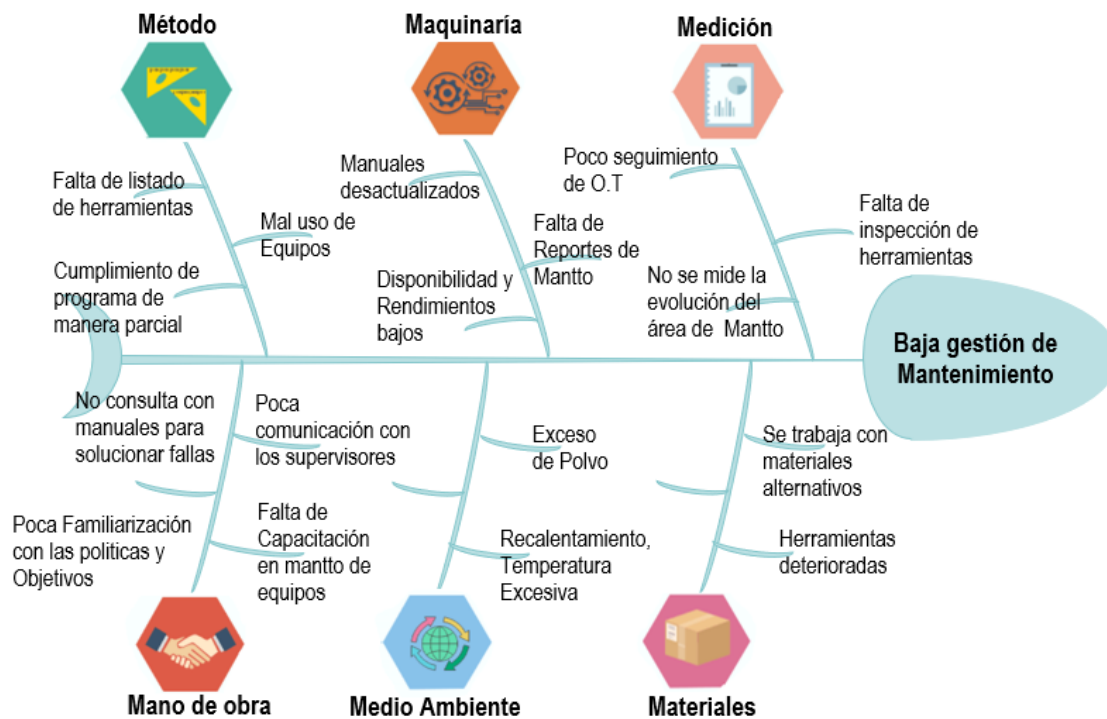 Método
Maquinaría
Medición
Falta de listado
de herramientas
Mal uso de
Equipos
Cumplimiento de
programa de
manera parcial
Manuales
desactualizados
Falta de
Reportes de
Mantto
Disponibilidad y
Rendimientos
bajos
Poco seguimiento
de O.T
Falta de
inspección de
herramientas
No se mide la
evolución del
área de Mantto
Baja gestión de
Mantenimiento
No consulta con
manuales para
solucionar fallas
Poca
comunicación con
los supervisores
Poca Familiarización
con las politicas y
Objetivos
Falta de
Capacitación
en mantto de
equipos
Exceso
de Polvo
Recalentamiento,
Temperatura
Excesiva
Se trabaja con
materiales
alternativos
Herramientas
deterioradas
Mano de obra
Medio Ambiente
Materiales